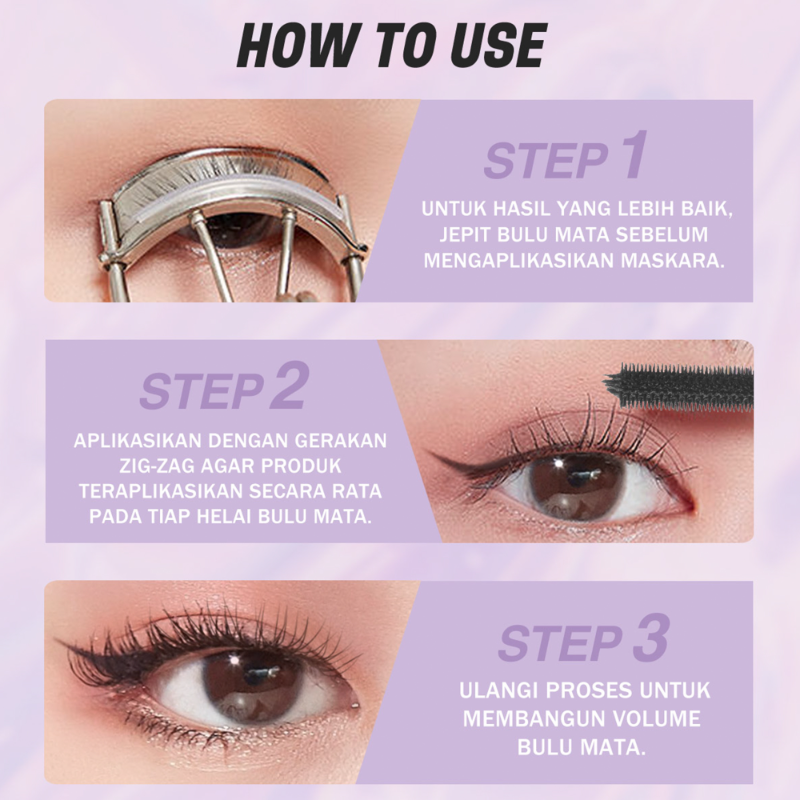 HOW TO USE
STEP 1
UNTUK HASIL YANG LEBIH BAIK,
JEPIT BULU MATA SEBELUM
MENGAPLIKASIKAN MASKARA.
STEP 2
APLIKASIKAN DENGAN GERAKAN
ZIG-ZAG AGAR PRODUK
TERAPLIKASIKAN SECARA RATA
PADA TIAP HELAI BULU MATA.
STEP 3
ULANGI PROSES UNTUK
MEMBANGUN VOLUME
BULU MATA.